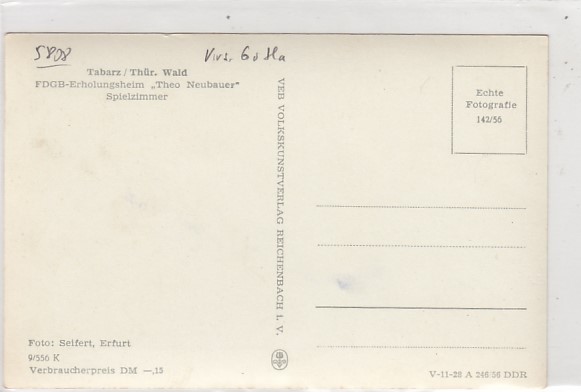 5808
Krs. Gotha
Tabarz / Thür. Wald
FDGB-Erholungsheim „Theo Neubauer“
Spielzimmer
VEB VOLKSKUNSTVERLAG REICHENBACH i. V.
Echte
Fotografie
142/56
Foto: Seifert, Erfurt
9/556 K
Verbraucherpreis DM —,15
V-11-28 A 246/56 DDR